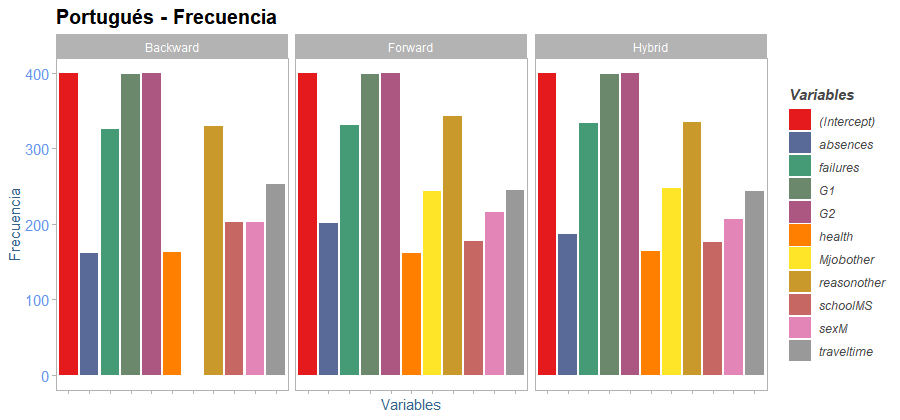 Portugués - Frecuencia
Backward
Forward
Hybrid
Frecuencia
400
300
200
100
0
Variables
Variables
(Intercept)
absences
failures
G1
G2
health
Mjobother
reasonother
schoolMS
sexM
traveltime